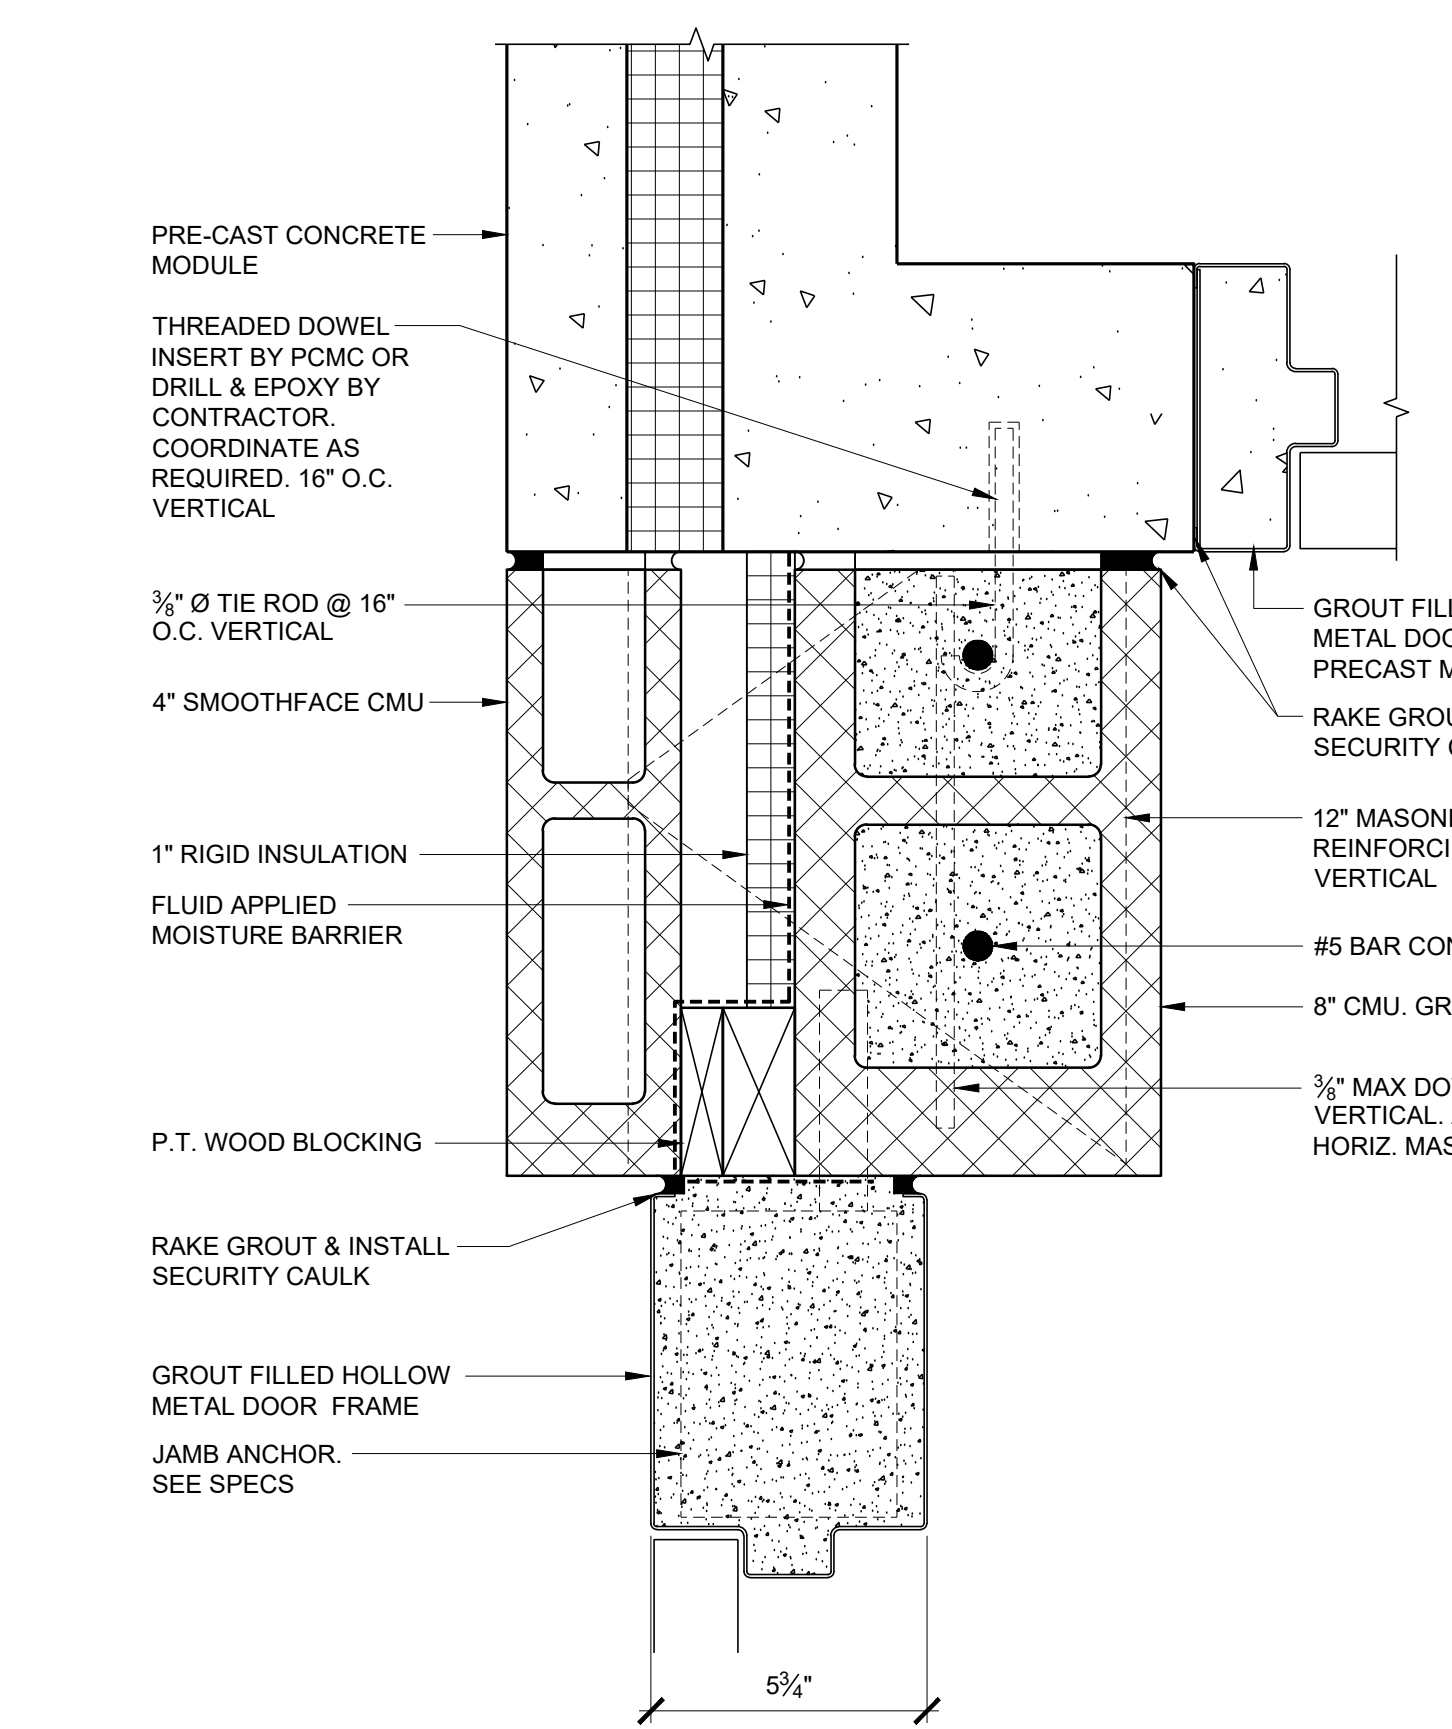 PRE-CAST CONCRETE
MODULE
THREADED DOWEL
INSERT BY PCMC OR
DRILL & EPOXY BY
CONTRACTOR.
COORDINATE AS
REQUIRED. 16" O.C.
VERTICAL
⅜" Ø TIE ROD @ 16"
O.C. VERTICAL
4" SMOOTHFACE CMU
1" RIGID INSULATION
FLUID APPLIED
MOISTURE BARRIER
P.T. WOOD BLOCKING
RAKE GROUT & INSTALL
SECURITY CAULK
GROUT FILLED HOLLOW
METAL DOOR FRAME
JAMB ANCHOR.
SEE SPECS
GROUT FILL
METAL DOO
PRECAST M
RAKE GROU
SECURITY
12" MASON
REINFORCI
VERTICAL
#5 BAR CON
8" CMU. GR
⅜" MAX DO
VERTICAL.
HORIZ. MAS
5¾"